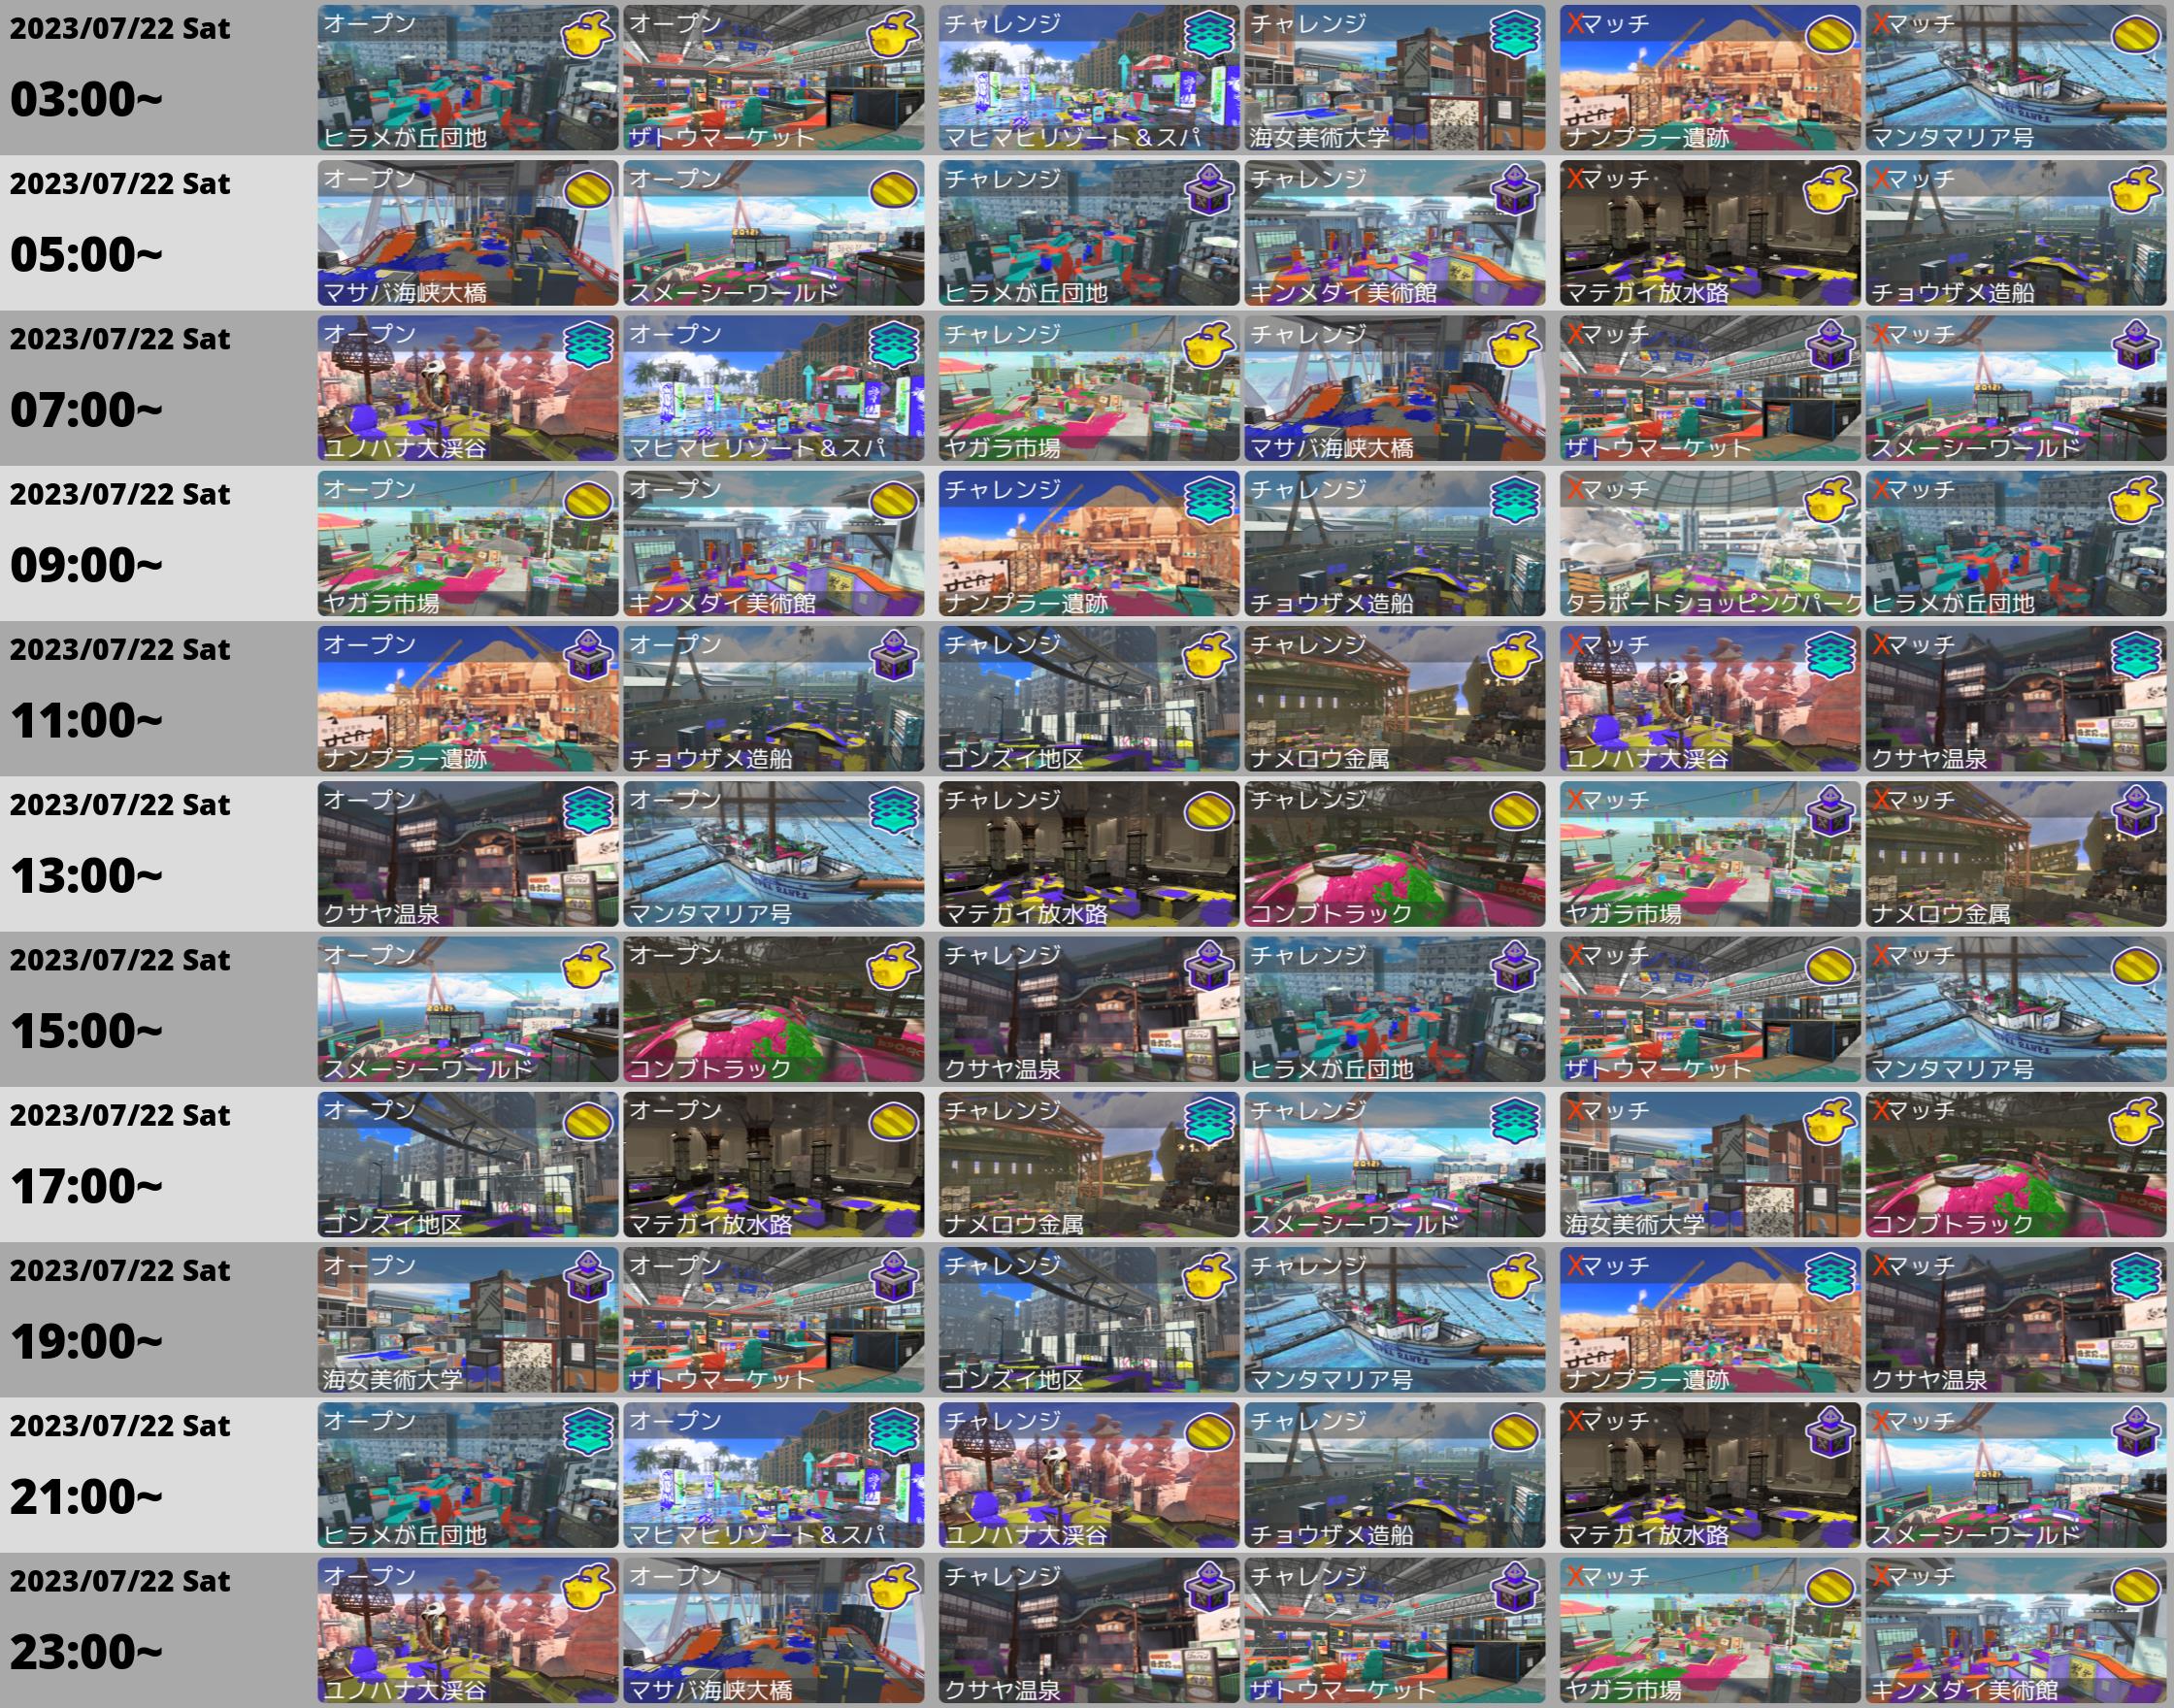 2023/07/22 Sat
03:00~
オープン オープン チャレンジ チャレンジ Xマッチ Xマッチ
ヒラメが丘団地 ザトウマーケット マヒマヒリゾート＆スパ 海女美術大学 ナンプラー遺跡 マンタマリア号
2023/07/22 Sat
05:00~
オープン オープン チャレンジ チャレンジ Xマッチ Xマッチ
マサバ海峡大橋 スメーシーワールド ヒラメが丘団地 キンメダイ美術館 マテガイ放水路 チョウザメ造船
2023/07/22 Sat
07:00~
オープン オープン チャレンジ チャレンジ Xマッチ Xマッチ
ユノハナ大渓谷 マヒマヒリゾート＆スパ ヤガラ市場 マサバ海峡大橋 ザトウマーケット スメーシーワールド
2023/07/22 Sat
09:00~
オープン オープン チャレンジ チャレンジ Xマッチ Xマッチ
ヤガラ市場 キンメダイ美術館 ナンプラー遺跡 チョウザメ造船 タラポートショッピングパーク ヒラメが丘団地
2023/07/22 Sat
11:00~
オープン オープン チャレンジ チャレンジ Xマッチ Xマッチ
ナンプラー遺跡 チョウザメ造船 ゴンズイ地区 ナメロウ金属 ユノハナ大渓谷 クサヤ温泉
2023/07/22 Sat
13:00~
オープン オープン チャレンジ チャレンジ Xマッチ Xマッチ
クサヤ温泉 マンタマリア号 マテガイ放水路 コンブトラック ヤガラ市場 ナメロウ金属
2023/07/22 Sat
15:00~
オープン オープン チャレンジ チャレンジ Xマッチ Xマッチ
スメーシーワールド コンブトラック クサヤ温泉 ヒラメが丘団地 ザトウマーケット マンタマリア号
2023/07/22 Sat
17:00~
オープン オープン チャレンジ チャレンジ Xマッチ Xマッチ
ゴンズイ地区 マテガイ放水路 ナメロウ金属 スメーシーワールド 海女美術大学 コンブトラック
2023/07/22 Sat
19:00~
オープン オープン チャレンジ チャレンジ Xマッチ Xマッチ
海女美術大学 ザトウマーケット ゴンズイ地区 マンタマリア号 ナンプラー遺跡 クサヤ温泉
2023/07/22 Sat
21:00~
オープン オープン チャレンジ チャレンジ Xマッチ Xマッチ
ヒラメが丘団地 マヒマヒリゾート＆スパ ユノハナ大渓谷 チョウザメ造船 マテガイ放水路 スメーシーワールド
2023/07/22 Sat
23:00~
オープン オープン チャレンジ チャレンジ Xマッチ Xマッチ
ユノハナ大渓谷 マサバ海峡大橋 クサヤ温泉 ザトウマーケット ヤガラ市場 キンメダイ美術館